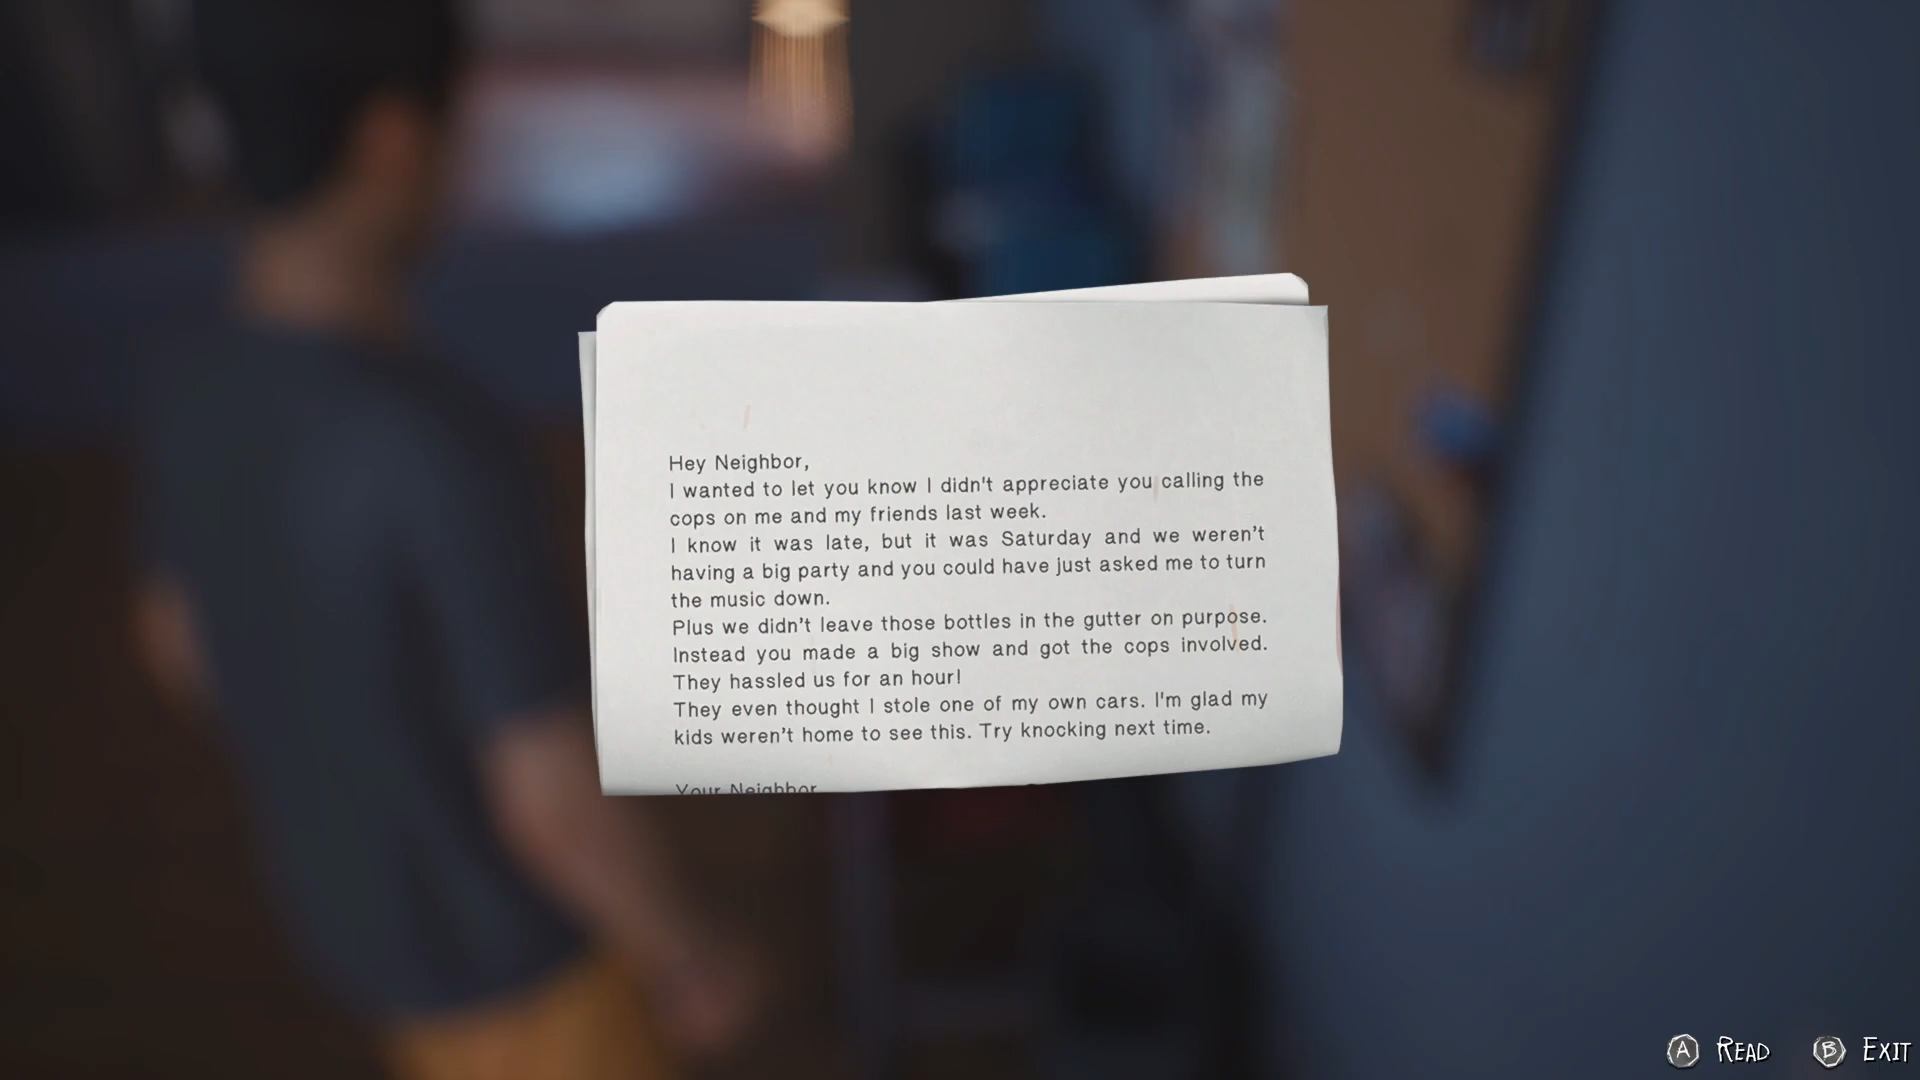 Hey Neighbor,
I wanted to let you know I didn't appreciate you calling the
cops on me and my friends last week.
I know it was late, but it was Saturday and we weren't
having a big party and you could have just asked me to turn
the music down.
Plus we didn't leave those bottles in the gutter on purpose.
Instead you made a big show and got the cops involved.
They hassled us for an hour!
They even thought I stole one of my own cars. I'm glad my
kids weren't home to see this. Try knocking next time.
Your Neighbor
A READ B EXIT